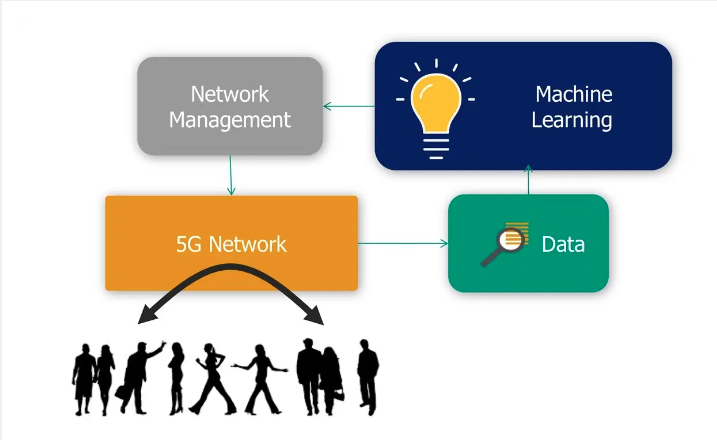 Network
Management
Machine
Learning
5G Network
Data